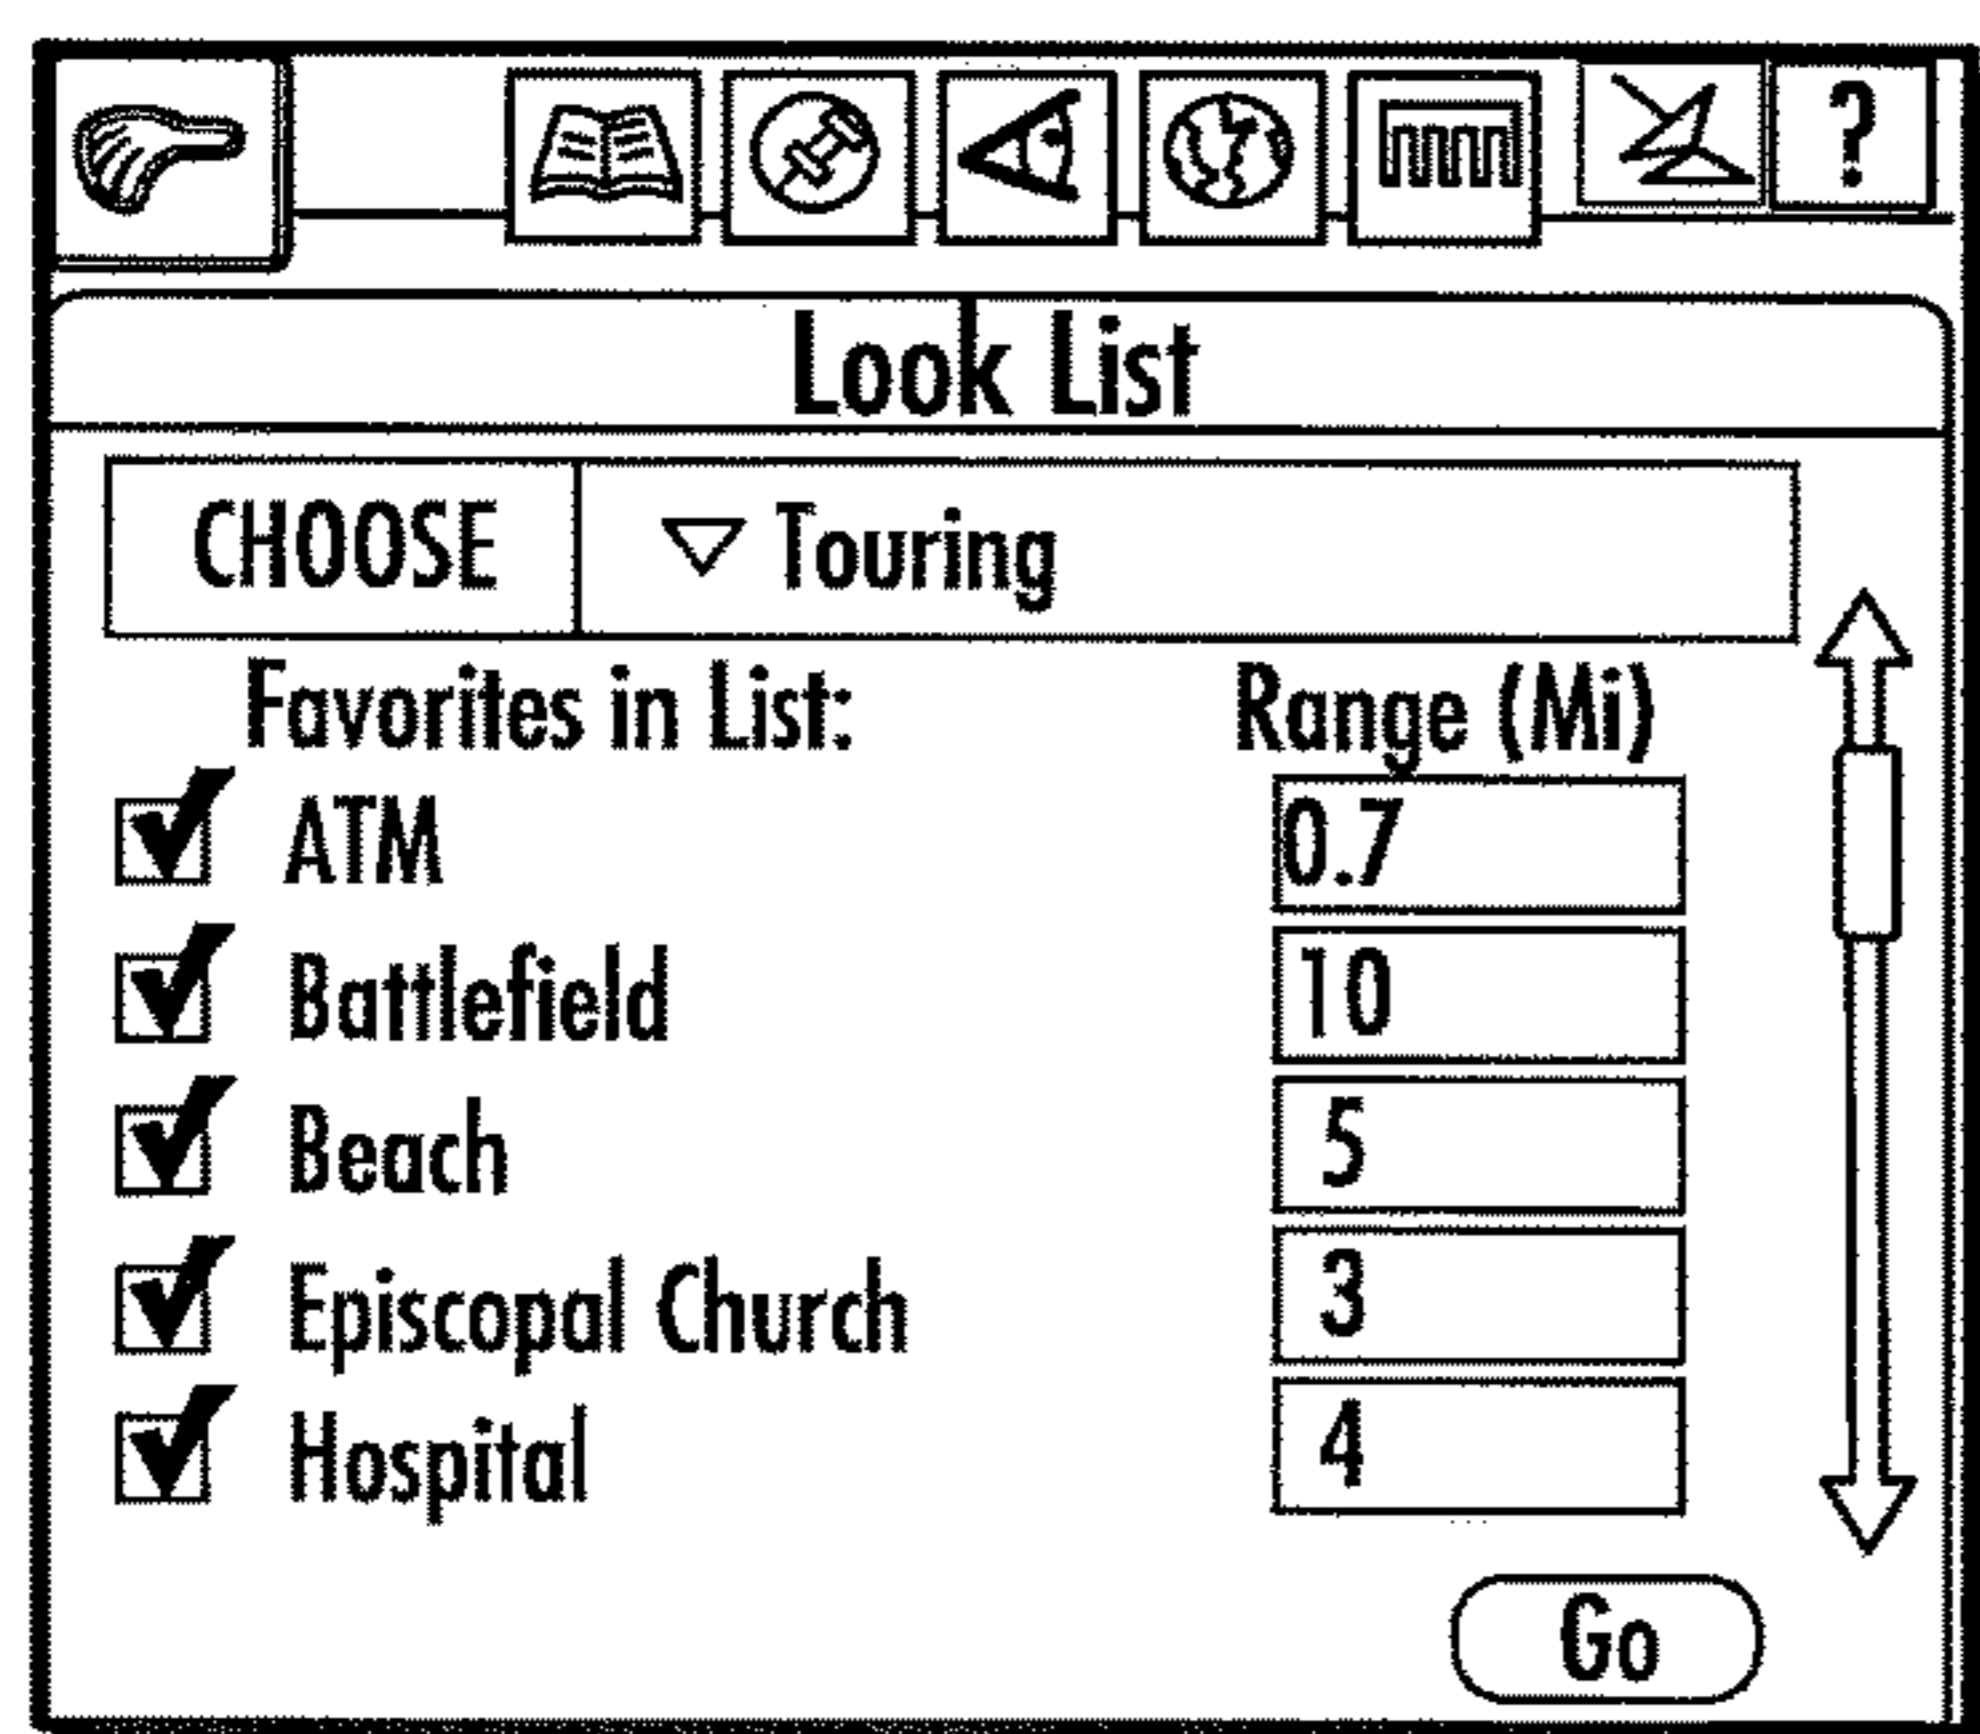 ?
Look List
CHOOSE ▽ Touring
Favorites in List: Range (Mi)
ATM 0.7
Battlefield 10
Beach 5
Episcopal Church 3
Hospital 4
Go